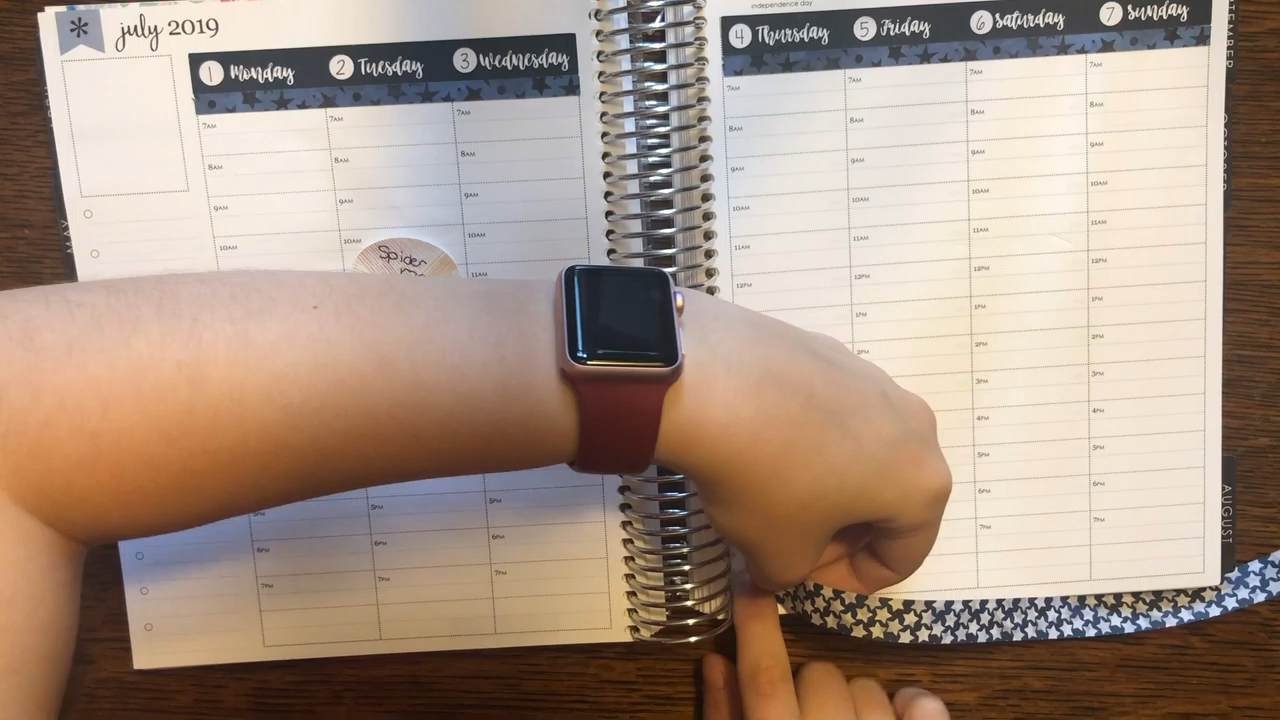 * july 2019
independence day
1 Monday
2 Tuesday
3 Wednesday
4 Thursday
5 Friday
6 Saturday
7 Sunday
7AM
8AM
9AM
10AM
5PM
6PM
7PM
7AM
8AM
9AM
10AM
5PM
6PM
7PM
7AM
8AM
9AM
10AM
11AM
5PM
6PM
7PM
7AM
8AM
9AM
10AM
11AM
12PM
7AM
8AM
9AM
10AM
11AM
12PM
1PM
2PM
7AM
8AM
9AM
10AM
11AM
12PM
1PM
2PM
3PM
4PM
5PM
6PM
7PM
7AM
8AM
9AM
10AM
11AM
12PM
1PM
2PM
3PM
4PM
5PM
6PM
7PM
Spider
OCTOBER
AUGUST